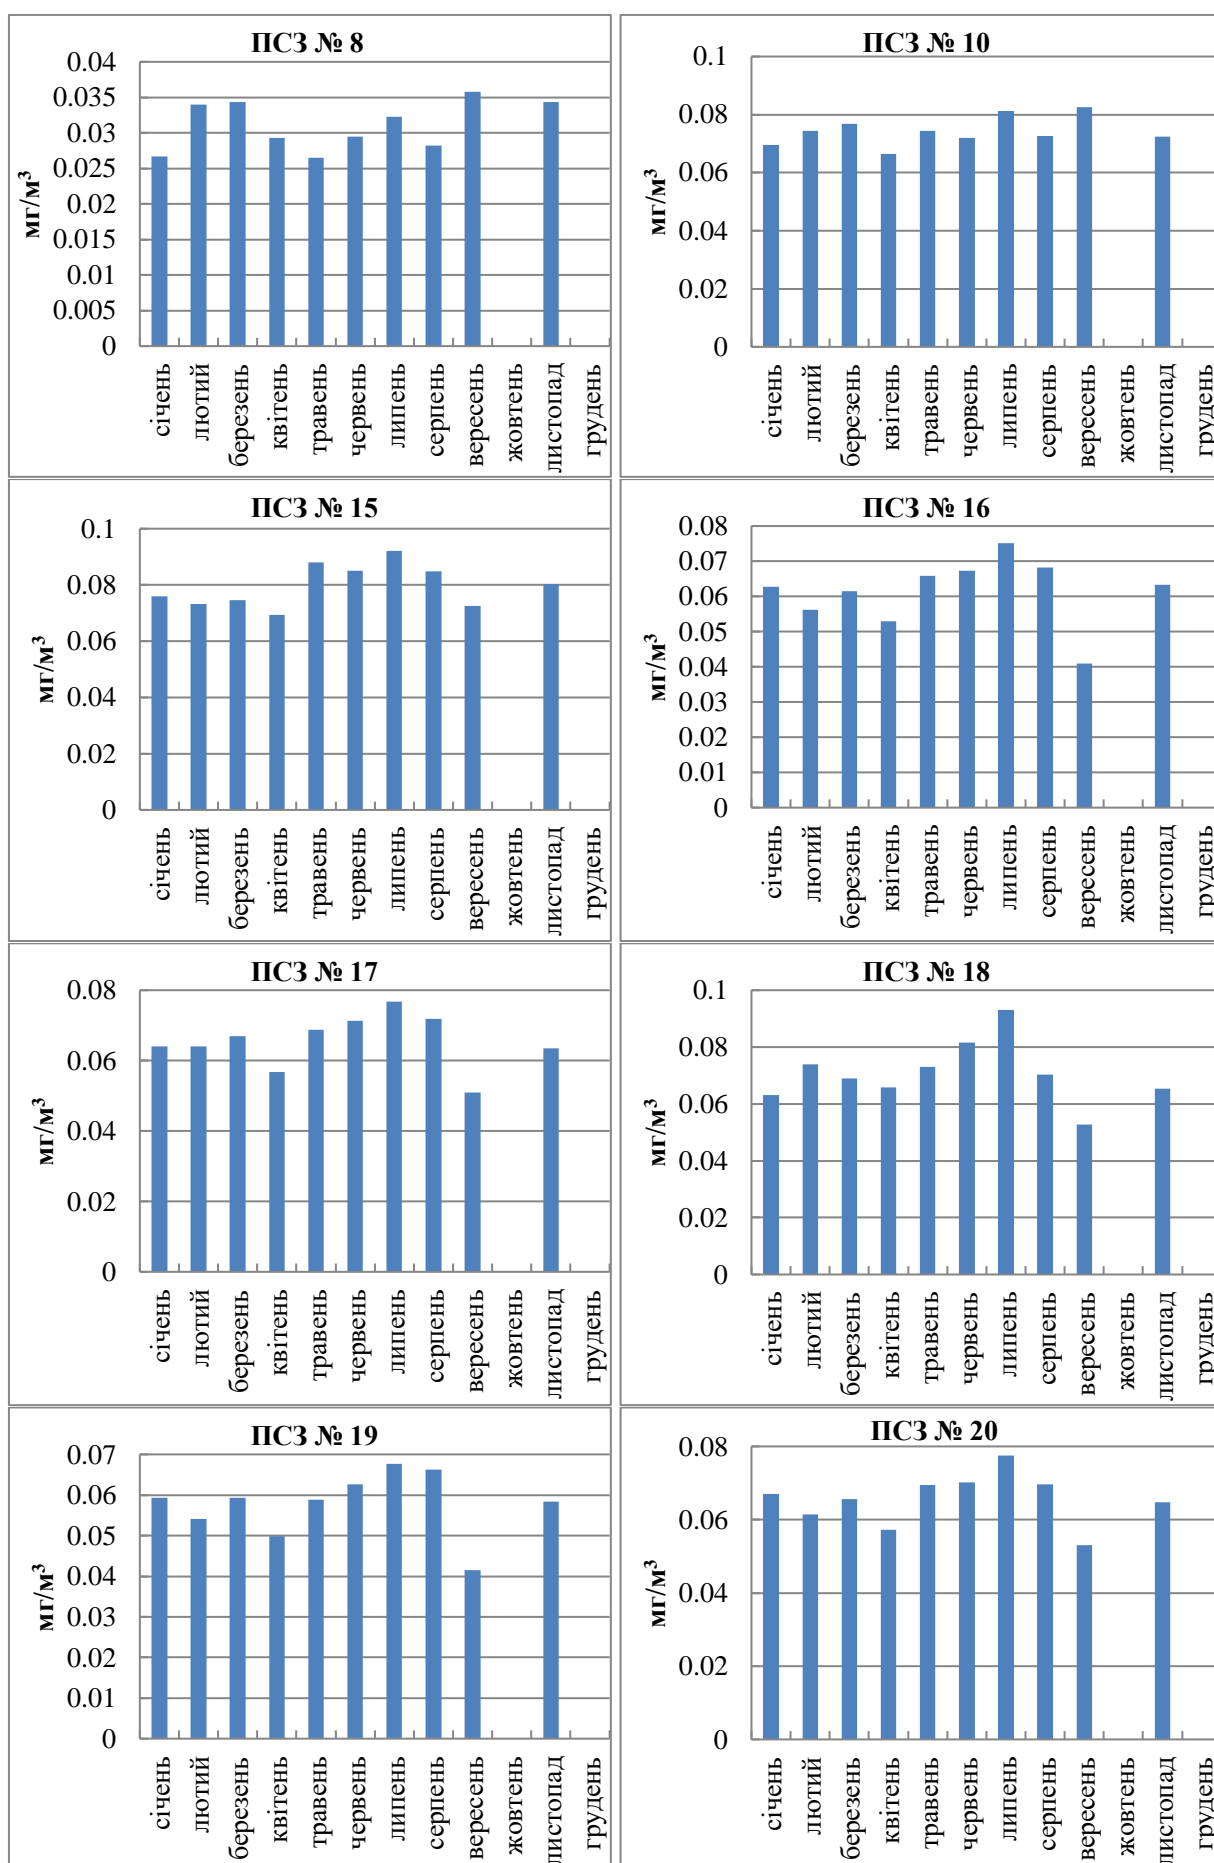 ПСЗ № 8
мг/м³
0.04
0.035
0.03
0.025
0.02
0.015
0.01
0.005
0
січень
лютий
березень
квітень
травень
червень
липень
серпень
вересень
жовтень
листопад
грудень
ПСЗ № 10
мг/м³
0.1
0.08
0.06
0.04
0.02
0
січень
лютий
березень
квітень
травень
червень
липень
серпень
вересень
жовтень
листопад
грудень
ПСЗ № 15
мг/м³
0.1
0.08
0.06
0.04
0.02
0
січень
лютий
березень
квітень
травень
червень
липень
серпень
вересень
жовтень
листопад
грудень
ПСЗ № 16
мг/м³
0.08
0.07
0.06
0.05
0.04
0.03
0.02
0.01
0
січень
лютий
березень
квітень
травень
червень
липень
серпень
вересень
жовтень
листопад
грудень
ПСЗ № 17
мг/м³
0.08
0.06
0.04
0.02
0
січень
лютий
березень
квітень
травень
червень
липень
серпень
вересень
жовтень
листопад
грудень
ПСЗ № 18
мг/м³
0.1
0.08
0.06
0.04
0.02
0
січень
лютий
березень
квітень
травень
червень
липень
серпень
вересень
жовтень
листопад
грудень
ПСЗ № 19
мг/м³
0.07
0.06
0.05
0.04
0.03
0.02
0.01
0
січень
лютий
березень
квітень
травень
червень
липень
серпень
вересень
жовтень
листопад
грудень
ПСЗ № 20
мг/м³
0.08
0.06
0.04
0.02
0
січень
лютий
березень
квітень
травень
червень
липень
серпень
вересень
жовтень
листопад
грудень